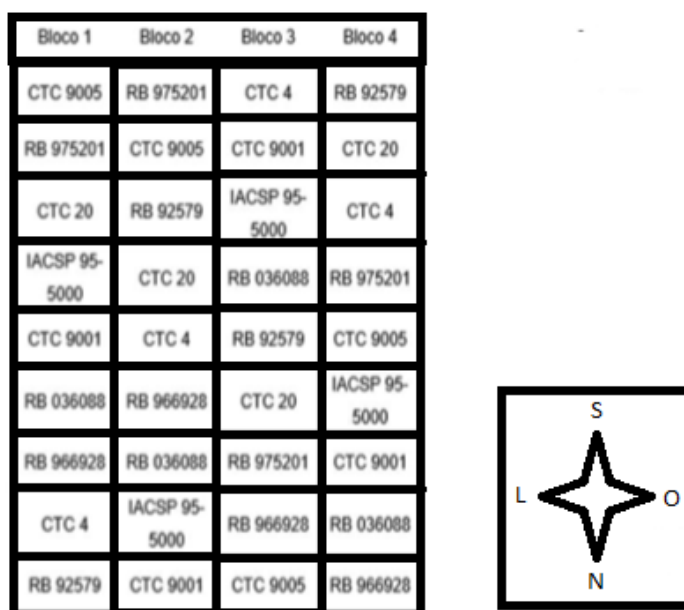 Bloco 1 Bloco 2 Bloco 3 Bloco 4
CTC 9005 RB 975201 CTC 4 RB 92579
RB 975201 CTC 9005 CTC 9001 CTC 20
CTC 20 RB 92579 IACSP 95-5000 CTC 4
IACSP 95-5000 CTC 20 RB 036088 RB 975201
CTC 9001 CTC 4 RB 92579 CTC 9005
RB 036088 RB 966928 CTC 20 IACSP 95-5000
RB 966928 RB 036088 RB 975201 CTC 9001
CTC 4 IACSP 95-5000 RB 966928 RB 036088
RB 92579 CTC 9001 CTC 9005 RB 966928
S
L O
N